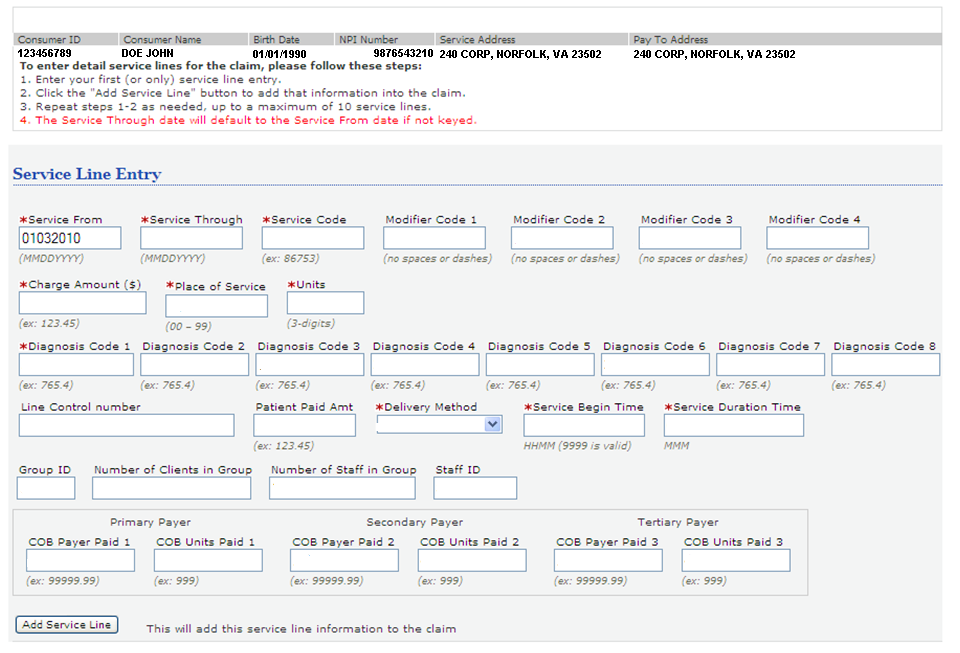 Consumer ID Consumer Name Birth Date NPI Number Service Address Pay To Address
123456789 DOE JOHN 01/01/1990 9876543210 240 CORP, NORFOLK, VA 23502 240 CORP, NORFOLK, VA 23502
To enter detail service lines for the claim, please follow these steps:
1. Enter your first (or only) service line entry.
2. Click the "Add Service Line" button to add that information into the claim.
3. Repeat steps 1-2 as needed, up to a maximum of 10 service lines.
4. The Service Through date will default to the Service From date if not keyed.
Service Line Entry
*Service From *Service Through *Service Code Modifier Code 1 Modifier Code 2 Modifier Code 3 Modifier Code 4
01032010
(MMDDYYYY) (MMDDYYYY) (ex: 86753) (no spaces or dashes) (no spaces or dashes) (no spaces or dashes) (no spaces or dashes)
*Charge Amount ($) *Place of Service *Units
(ex: 123.45) (00 – 99) (3-digits)
*Diagnosis Code 1 Diagnosis Code 2 Diagnosis Code 3 Diagnosis Code 4 Diagnosis Code 5 Diagnosis Code 6 Diagnosis Code 7 Diagnosis Code 8
(ex: 765.4) (ex: 765.4) (ex: 765.4) (ex: 765.4) (ex: 765.4) (ex: 765.4) (ex: 765.4) (ex: 765.4)
Line Control number Patient Paid Amt *Delivery Method *Service Begin Time *Service Duration Time
(ex: 123.45) HHMM (9999 is valid) MMM
Group ID Number of Clients in Group Number of Staff in Group Staff ID
Primary Payer Secondary Payer Tertiary Payer
COB Payer Paid 1 COB Units Paid 1 COB Payer Paid 2 COB Units Paid 2 COB Payer Paid 3 COB Units Paid 3
(ex: 99999.99) (ex: 999) (ex: 99999.99) (ex: 999) (ex: 99999.99) (ex: 999)
Add Service Line This will add this service line information to the claim